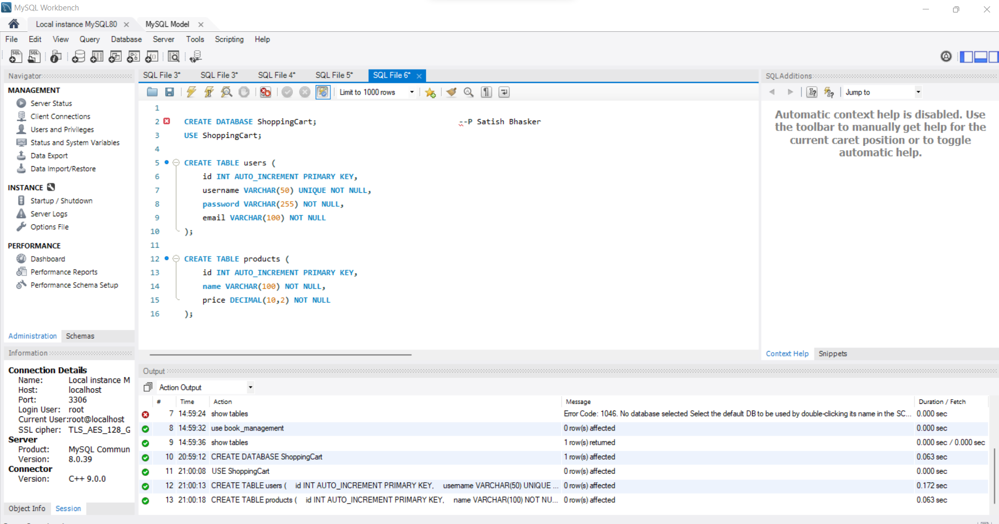 MySQL Workbench
Local instance MySQL80
MySQL Model
File Edit View Query Database Server Tools Scripting Help
Navigator
MANAGEMENT
Server Status
Client Connections
Users and Privileges
Status and System Variables
Data Export
Data Import/Restore
INSTANCE
Startup / Shutdown
Server Logs
Options File
PERFORMANCE
Dashboard
Performance Reports
Performance Schema Setup
Administration Schemas
Information
Connection Details
Name: Local instance M
Host: localhost
Port: 3306
Login User: root
Current User:root@localhost
SSL cipher: TLS_AES_128_G
Server
Product: MySQL Commun
Version: 8.0.39
Connector
Version: C++ 9.0.0
Object Info Session
SQL File 3* SQL File 3* SQL File 4* SQL File 5* SQL File 6*
Limit to 1000 rows
1
2 CREATE DATABASE ShoppingCart; --P Satish Bhasker
3 USE ShoppingCart;
4
5 CREATE TABLE users (
6 id INT AUTO_INCREMENT PRIMARY KEY,
7 username VARCHAR(50) UNIQUE NOT NULL,
8 password VARCHAR(255) NOT NULL,
9 email VARCHAR(100) NOT NULL
10 );
11
12 CREATE TABLE products (
13 id INT AUTO_INCREMENT PRIMARY KEY,
14 name VARCHAR(100) NOT NULL,
15 price DECIMAL(10,2) NOT NULL
16 );
SQLAdditions
Jump to
Automatic context help is disabled. Use
the toolbar to manually get help for the
current caret position or to toggle
automatic help.
Context Help Snippets
Output
Action Output
# Time Action Message Duration / Fetch
7 14:59:24 show tables Error Code: 1046. No database selected Select the default DB to be used by double-clicking its name in the SC... 0.000 sec
8 14:59:32 use book_management 0 row(s) affected 0.000 sec
9 14:59:36 show tables 1 row(s) returned 0.000 sec / 0.000 sec
10 20:59:12 CREATE DATABASE ShoppingCart 1 row(s) affected 0.063 sec
11 21:00:08 USE ShoppingCart 0 row(s) affected 0.000 sec
12 21:00:13 CREATE TABLE users ( id INT AUTO_INCREMENT PRIMARY KEY, username VARCHAR(50) UNIQUE ... 0 row(s) affected 0.172 sec
13 21:00:18 CREATE TABLE products ( id INT AUTO_INCREMENT PRIMARY KEY, name VARCHAR(100) NOT NU... 0 row(s) affected 0.063 sec